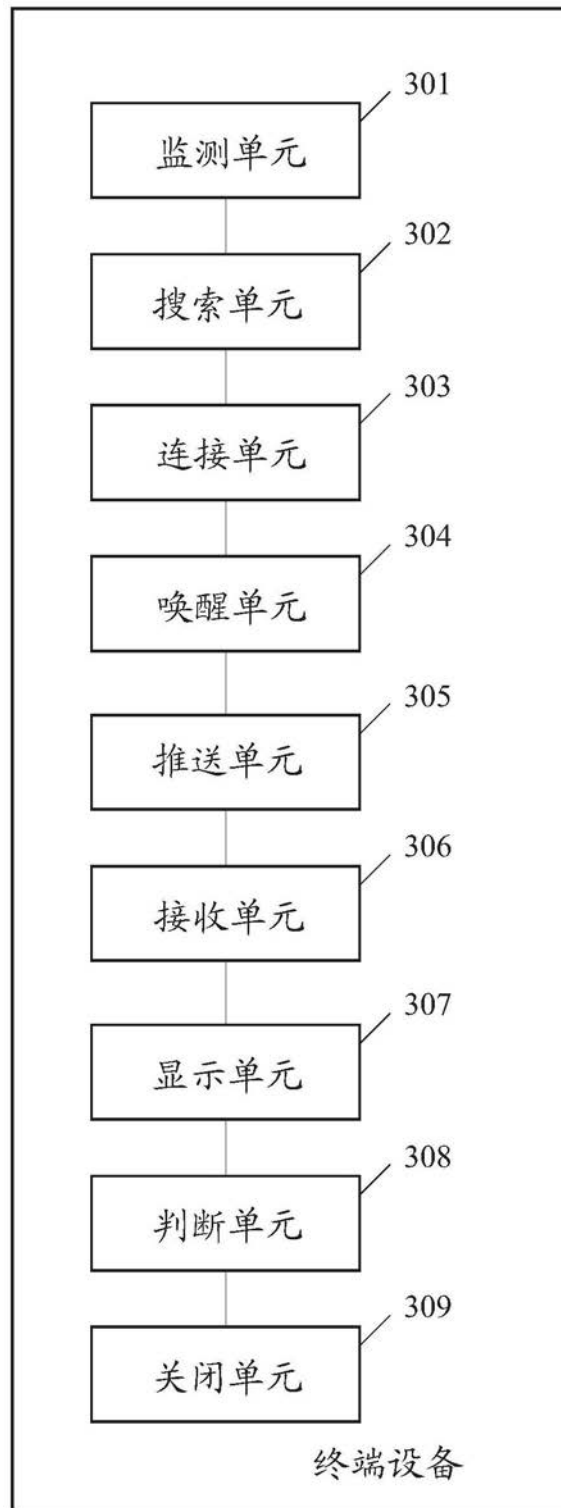 301
监测单元
302
搜索单元
303
连接单元
304
唤醒单元
305
推送单元
306
接收单元
307
显示单元
308
判断单元
309
关闭单元
终端设备